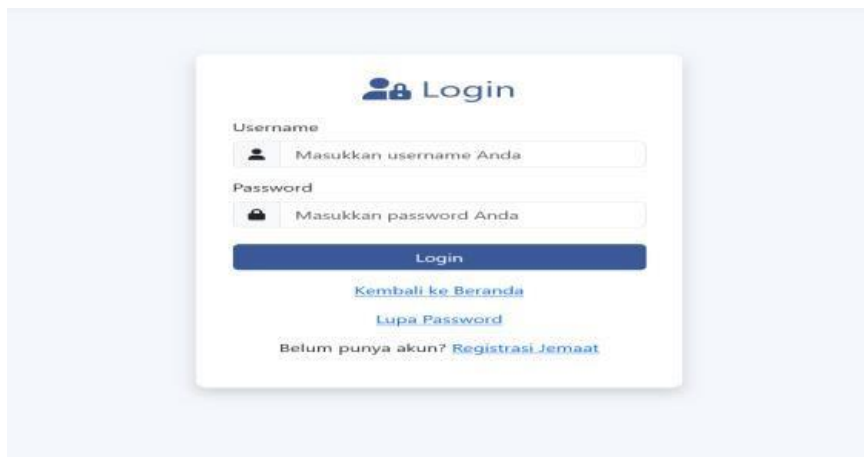 Login
Username
Masukkan username Anda
Password
Masukkan password Anda
Login
Kembali ke Beranda
Lupa Password
Belum punya akun? Registrasi Jemaat